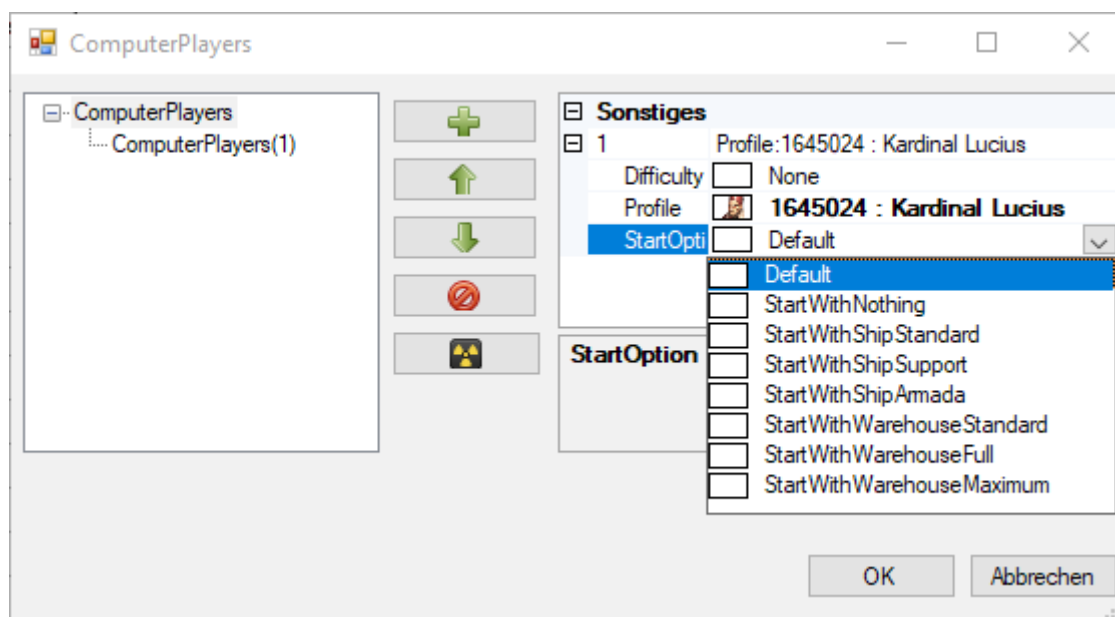 ComputerPlayers
ComputerPlayers
ComputerPlayers(1)
Sonstiges
1 Profile:1645024 : Kardinal Lucius
Difficulty None
Profile 1645024 : Kardinal Lucius
StartOpti Default
Default
StartWithNothing
StartWithShipStandard
StartWithShipSupport
StartWithShipArmada
StartWithWarehouseStandard
StartWithWarehouseFull
StartWithWarehouseMaximum
StartOption
OK Abbrechen